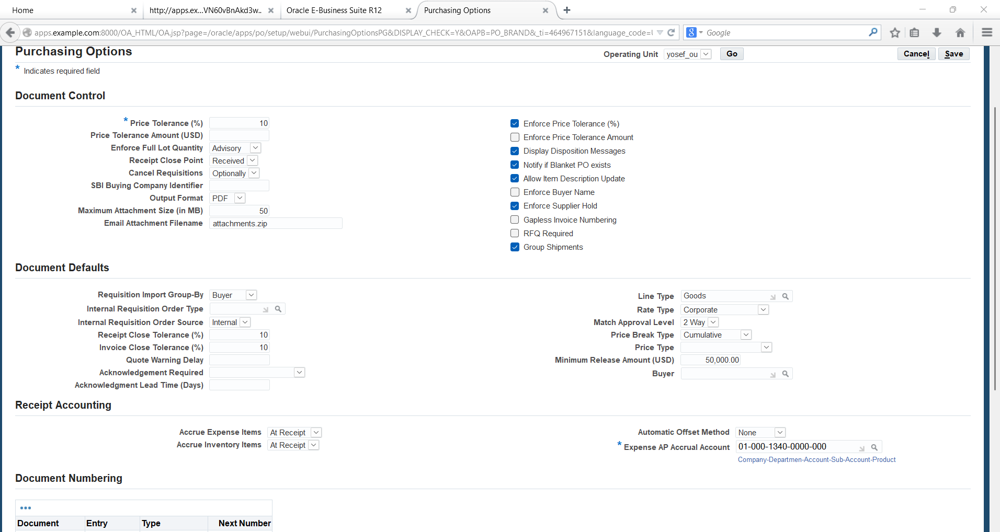 Home
http://apps.ex...VN60vBnAkd3w..
Oracle E-Business Suite R12
Purchasing Options
apps.example.com:8000/OA_HTML/OA.jsp?page=/oracle/apps/po/setup/webui/PurchasingOptionsPG&DISPLAY_CHECK=Y&OAPB=PO_BRAND&_ti=464967151&language_code=
Google
Purchasing Options
Operating Unit yosef_ou Go Cancel Save
* Indicates required field
Document Control
* Price Tolerance (%) 10
Price Tolerance Amount (USD)
Enforce Full Lot Quantity Advisory
Receipt Close Point Received
Cancel Requisitions Optionally
SBI Buying Company Identifier
Output Format PDF
Maximum Attachment Size (in MB) 50
Email Attachment Filename attachments.zip
Enforce Price Tolerance (%)
Enforce Price Tolerance Amount
Display Disposition Messages
Notify if Blanket PO exists
Allow Item Description Update
Enforce Buyer Name
Enforce Supplier Hold
Gapless Invoice Numbering
RFQ Required
Group Shipments
Document Defaults
Requisition Import Group-By Buyer
Internal Requisition Order Type
Internal Requisition Order Source Internal
Receipt Close Tolerance (%) 10
Invoice Close Tolerance (%) 10
Quote Warning Delay
Acknowledgement Required
Acknowledgment Lead Time (Days)
Line Type Goods
Rate Type Corporate
Match Approval Level 2 Way
Price Break Type Cumulative
Price Type
Minimum Release Amount (USD) 50,000.00
Buyer
Receipt Accounting
Accrue Expense Items At Receipt
Accrue Inventory Items At Receipt
Automatic Offset Method None
* Expense AP Accrual Account 01-000-1340-0000-000
Company-Departmen-Account-Sub-Account-Product
Document Numbering
Document Entry Type Next Number